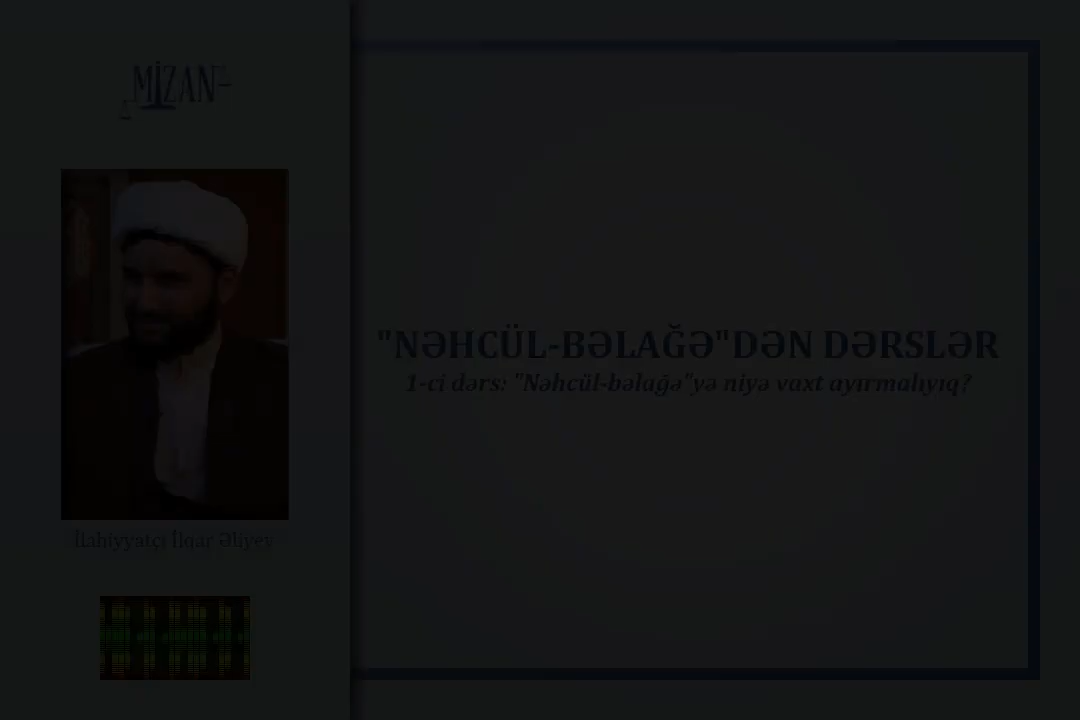 MİZAN
"NƏHCÜL-BƏLAĞƏ"DƏN DƏRSLƏR
1-ci dərs: "Nəhcül-bəlağə"yə niyə vaxt ayırmalıyıq?
İlahiyyatçı İlqar Əliyev